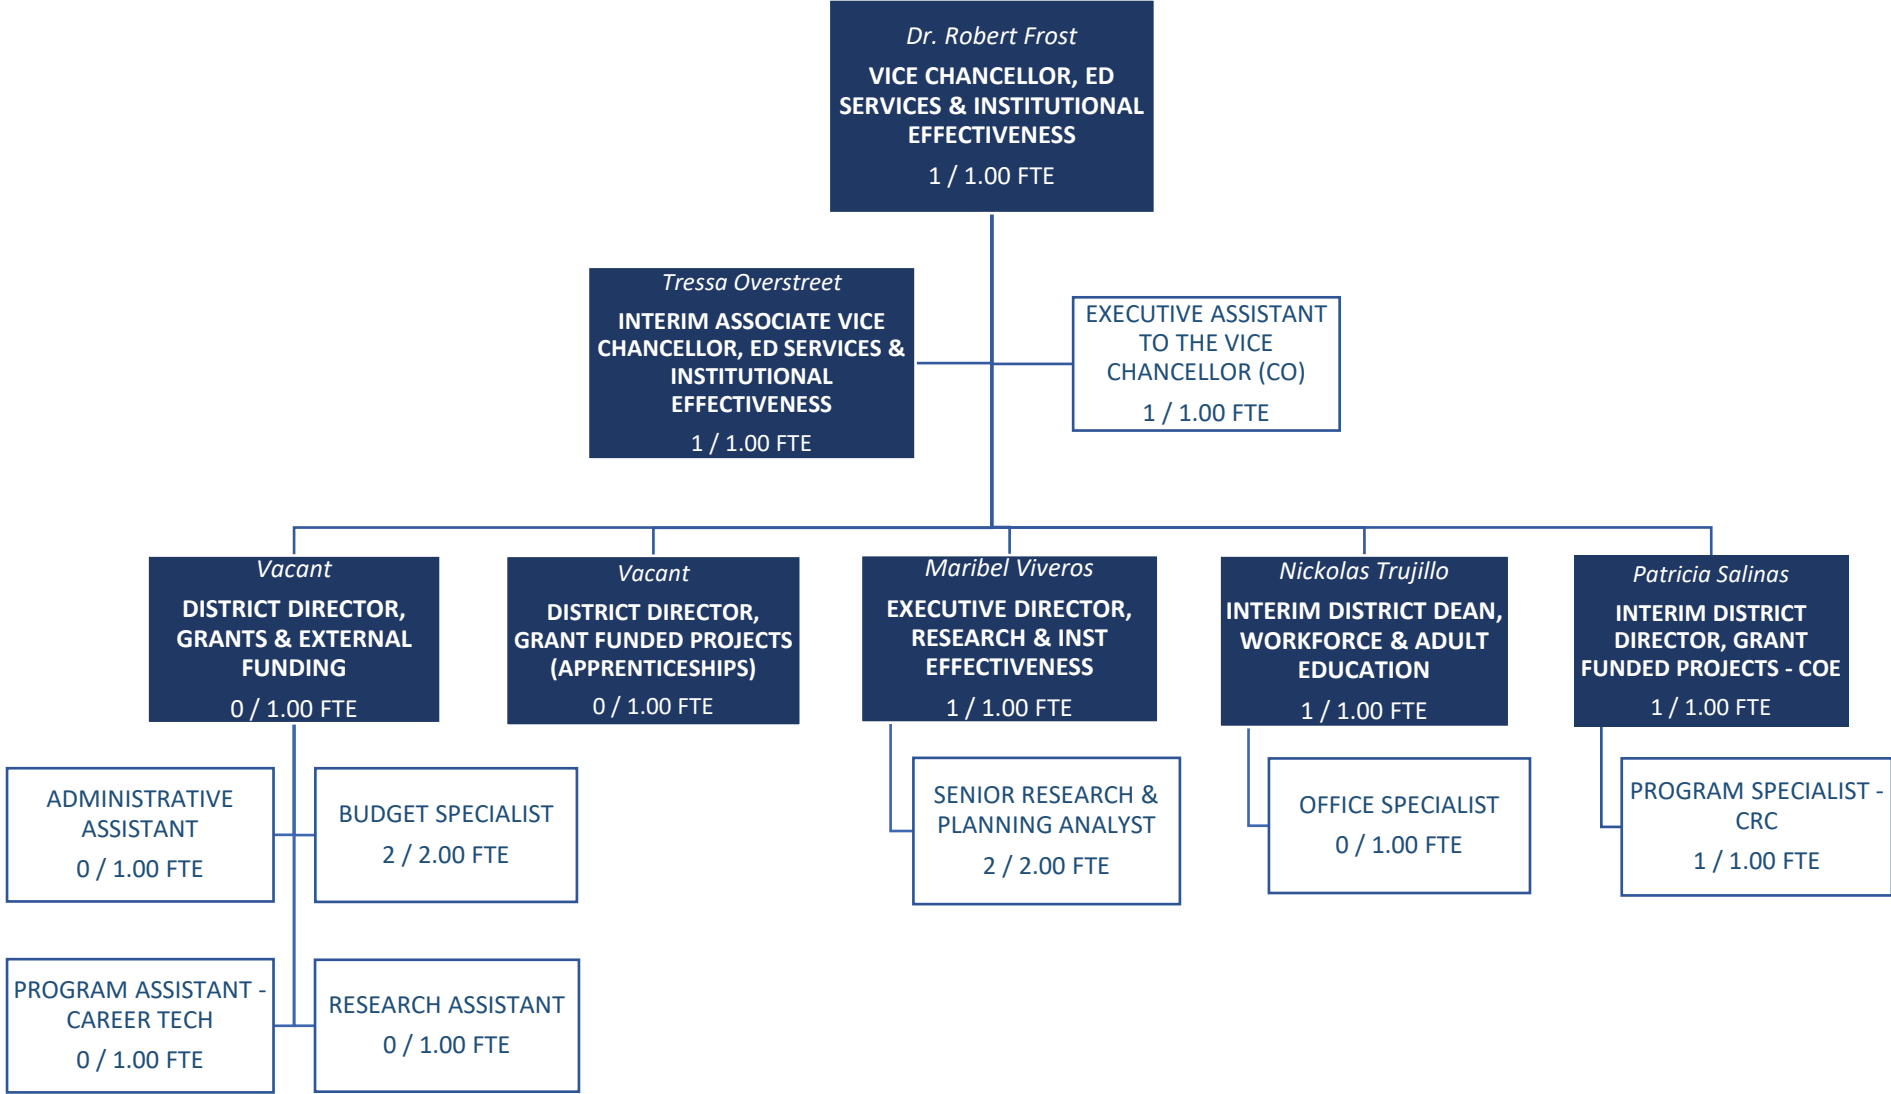 Dr. Robert Frost
VICE CHANCELLOR, ED
SERVICES & INSTITUTIONAL
EFFECTIVENESS
1 / 1.00 FTE
Tressa Overstreet
INTERIM ASSOCIATE VICE
CHANCELLOR, ED SERVICES &
INSTITUTIONAL
EFFECTIVENESS
1 / 1.00 FTE
EXECUTIVE ASSISTANT
TO THE VICE
CHANCELLOR (CO)
1 / 1.00 FTE
Vacant
DISTRICT DIRECTOR,
GRANTS & EXTERNAL
FUNDING
0 / 1.00 FTE
Vacant
DISTRICT DIRECTOR,
GRANT FUNDED PROJECTS
(APPRENTICESHIPS)
0 / 1.00 FTE
Maribel Viveros
EXECUTIVE DIRECTOR,
RESEARCH & INST
EFFECTIVENESS
1 / 1.00 FTE
Nickolas Trujillo
INTERIM DISTRICT DEAN,
WORKFORCE & ADULT
EDUCATION
1 / 1.00 FTE
Patricia Salinas
INTERIM DISTRICT
DIRECTOR, GRANT
FUNDED PROJECTS - COE
1 / 1.00 FTE
ADMINISTRATIVE
ASSISTANT
0 / 1.00 FTE
BUDGET SPECIALIST
2 / 2.00 FTE
SENIOR RESEARCH &
PLANNING ANALYST
2 / 2.00 FTE
OFFICE SPECIALIST
0 / 1.00 FTE
PROGRAM SPECIALIST -
CRC
1 / 1.00 FTE
PROGRAM ASSISTANT -
CAREER TECH
0 / 1.00 FTE
RESEARCH ASSISTANT
0 / 1.00 FTE